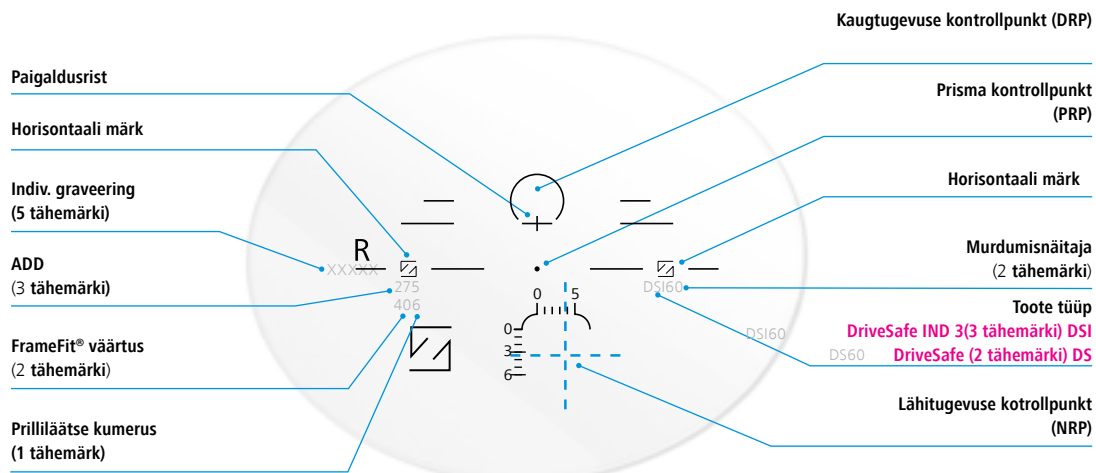 Kaugtugevuse kontrollpunkt (DRP)
Paigaldusrist
Prisma kontrollpunkt
(PRP)
Horisontaali märk
Horisontaali märk
Indiv. graveering
(5 tähemärki)
R
XXXXX
Murdumisnäitaja
(2 tähemärki)
ADD
(3 tähemärki)
275
406
DSI60
0 5
0
3
6
Toote tüüp
DriveSafe IND 3(3 tähemärki) DSI
DSI60
DS60
DriveSafe (2 tähemärki) DS
FrameFit® väärtus
(2 tähemärki)
Lähitugevuse kotrollpunkt
(NRP)
Prilliläätse kumerus
(1 tähemärk)